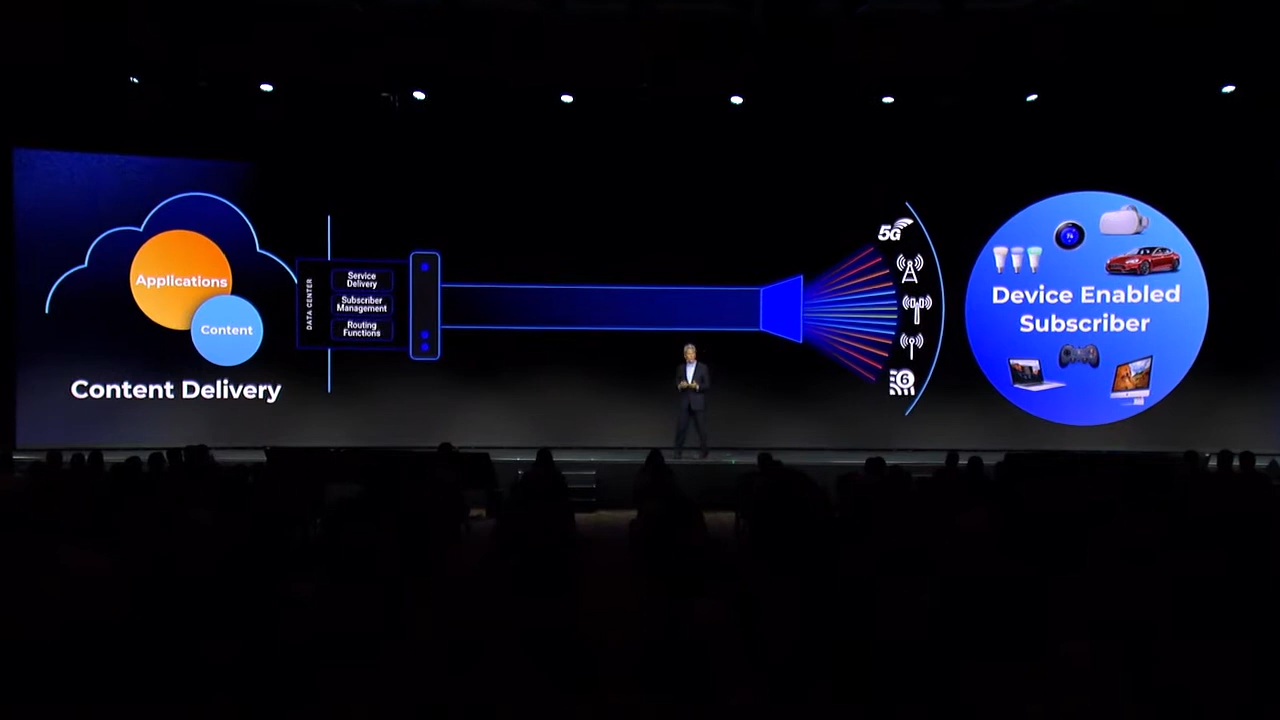 Applications
Content
Content Delivery
DATA CENTER
Service
Delivery
Subscriber
Management
Routing
Functions
5G
6
Device Enabled
Subscriber